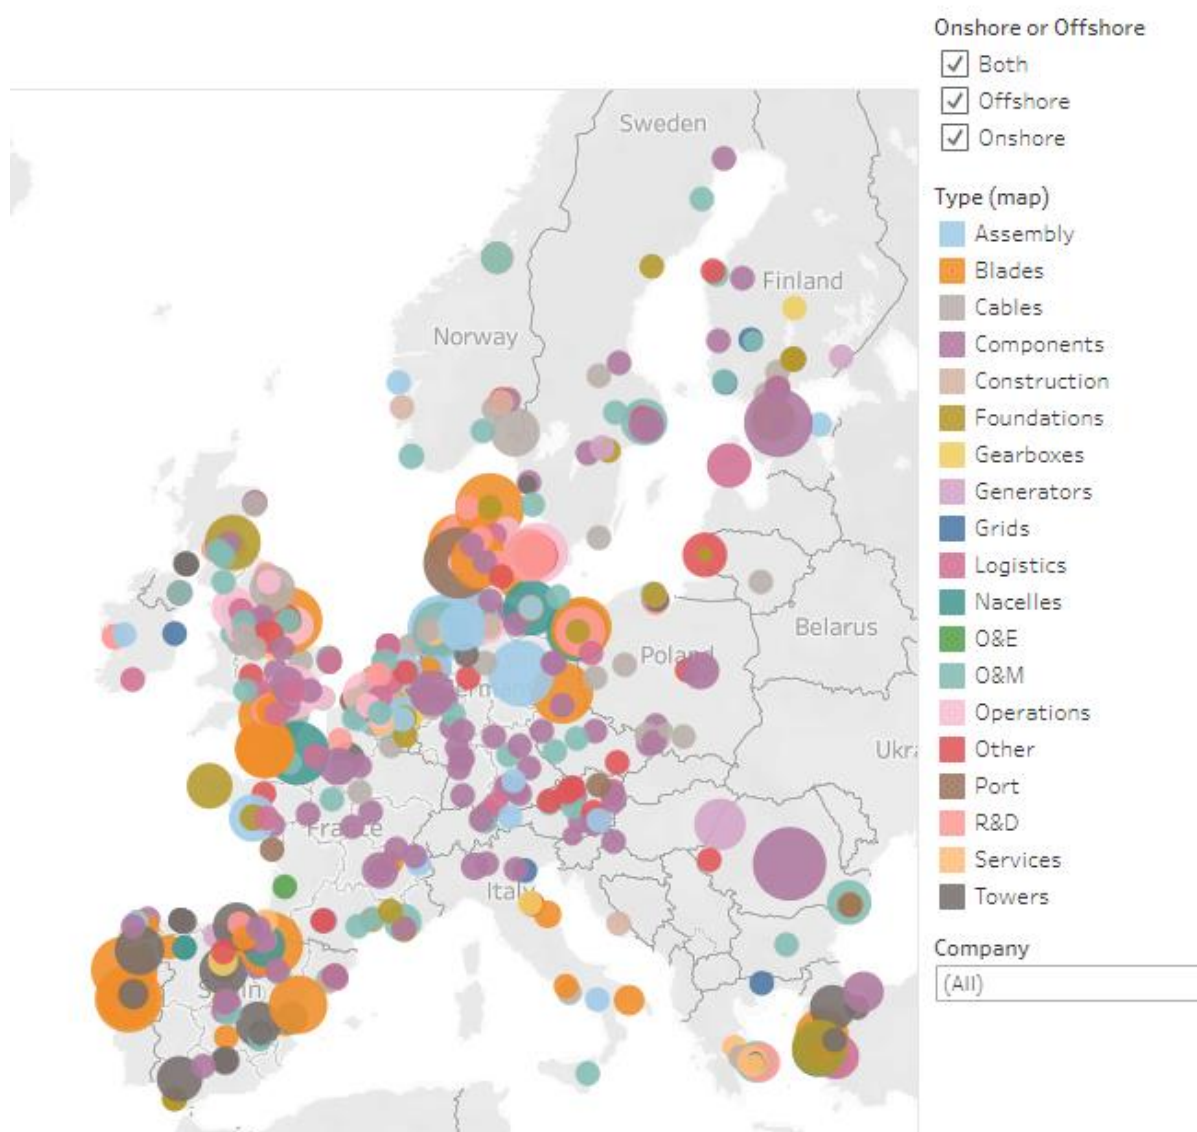 Onshore or Offshore
Both
Offshore
Onshore
Type (map)
Assembly
Blades
Cables
Components
Construction
Foundations
Gearboxes
Generators
Grids
Logistics
Nacelles
O&E
O&M
Operations
Other
Port
R&D
Services
Towers
Company
(All)
Sweden
Finland
Norway
Belarus
Poland
France
Italy